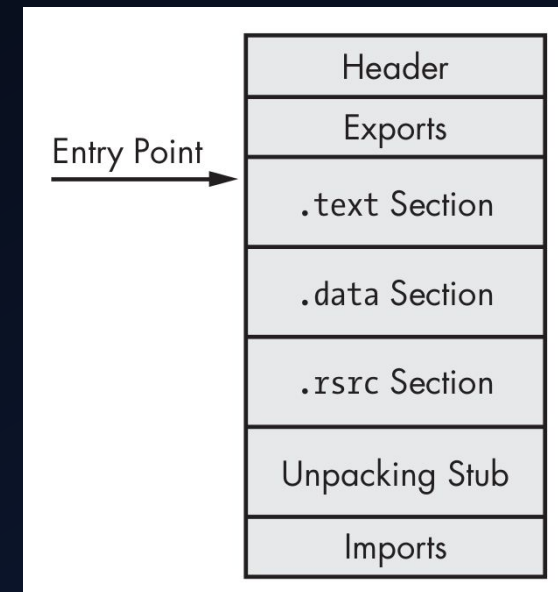 Header
Exports
Entry Point
.text Section
.data Section
.rsrc Section
Unpacking Stub
Imports